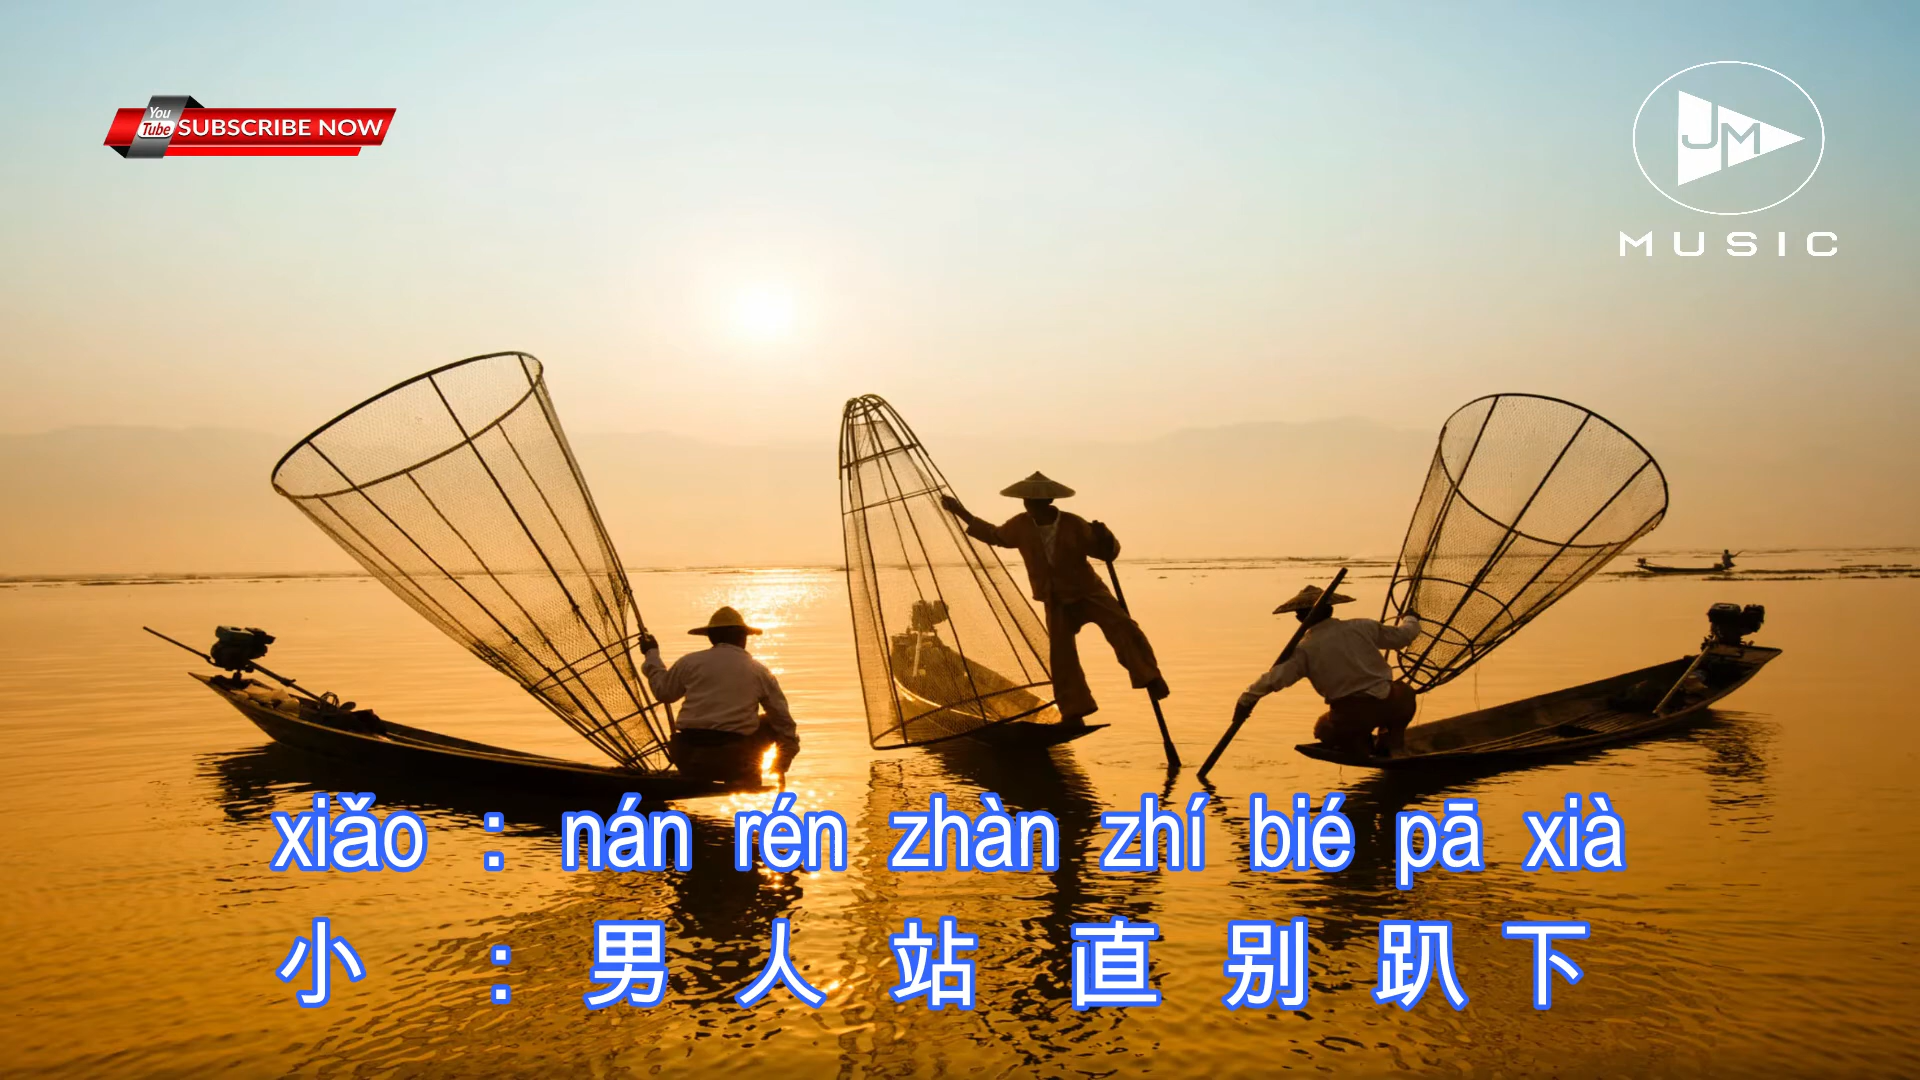 You
Tube
SUBSCRIBE NOW
JM
MUSIC
xiǎo : nán rén zhàn zhí bié pā xià
小 : 男 人 站 直 别 趴 下